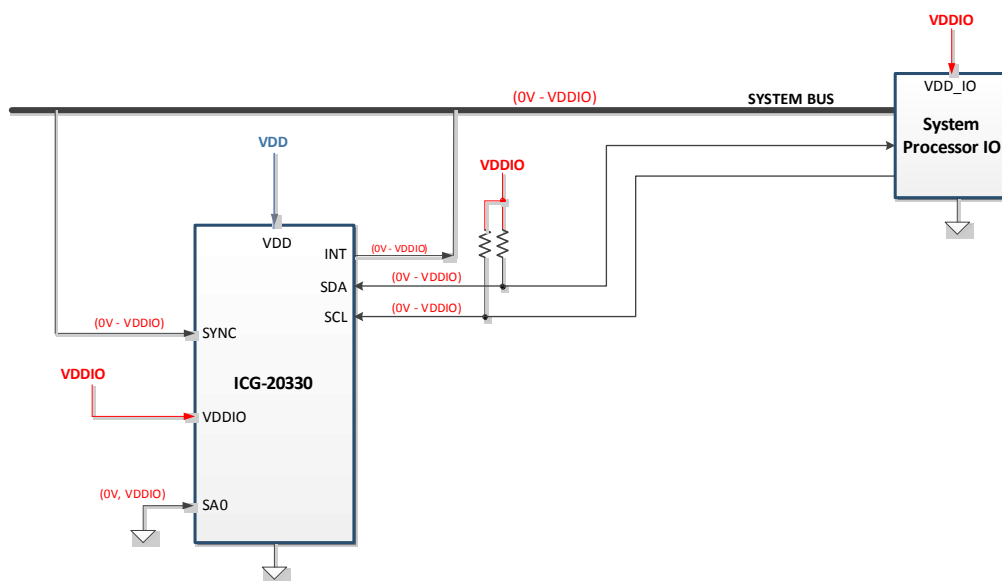 VDDIO
VDD_IO
System
Processor IO
(0V - VDDIO)
SYSTEM BUS
VDD
VDDIO
VDD
INT
(0V - VDDIO)
SDA
(0V - VDDIO)
SCL
(0V - VDDIO)
(0V - VDDIO)
SYNC
ICG-20330
VDDIO
VDDIO
(0V, VDDIO)
SA0